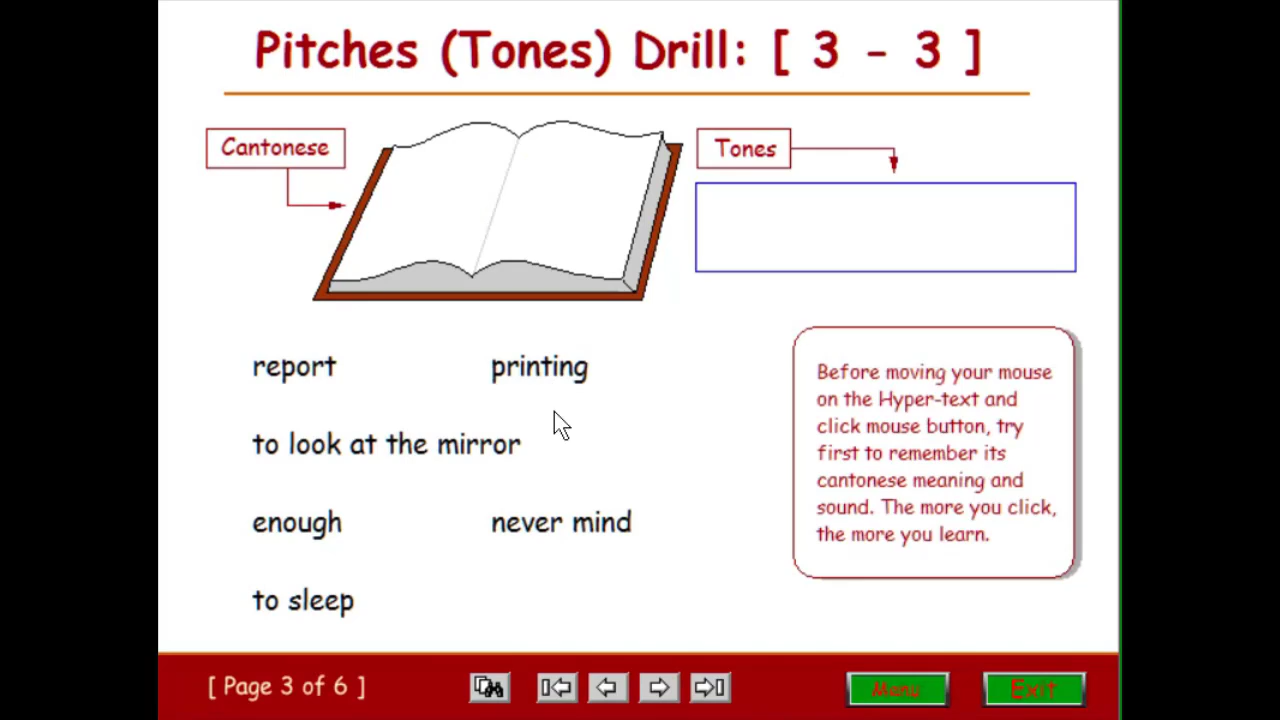 Pitches (Tones) Drill: [ 3 - 3 ]
Cantonese
Tones
report
printing
to look at the mirror
enough
never mind
to sleep
Before moving your mouse
on the Hyper-text and
click mouse button, try
first to remember its
cantonese meaning and
sound. The more you click,
the more you learn.
[ Page 3 of 6 ]
Menu
Exit